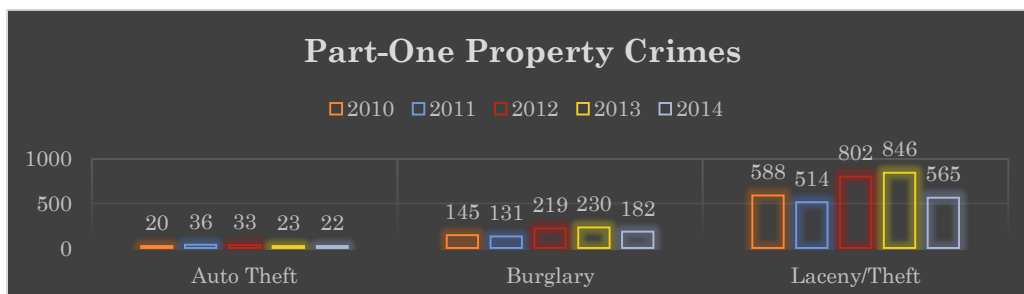 Part-One Property Crimes
2010 2011 2012 2013 2014
1000
500
0
20 36 33 23 22
145 131 219 230 182
588 514 802 846 565
Auto Theft Burglary Laceny/Theft